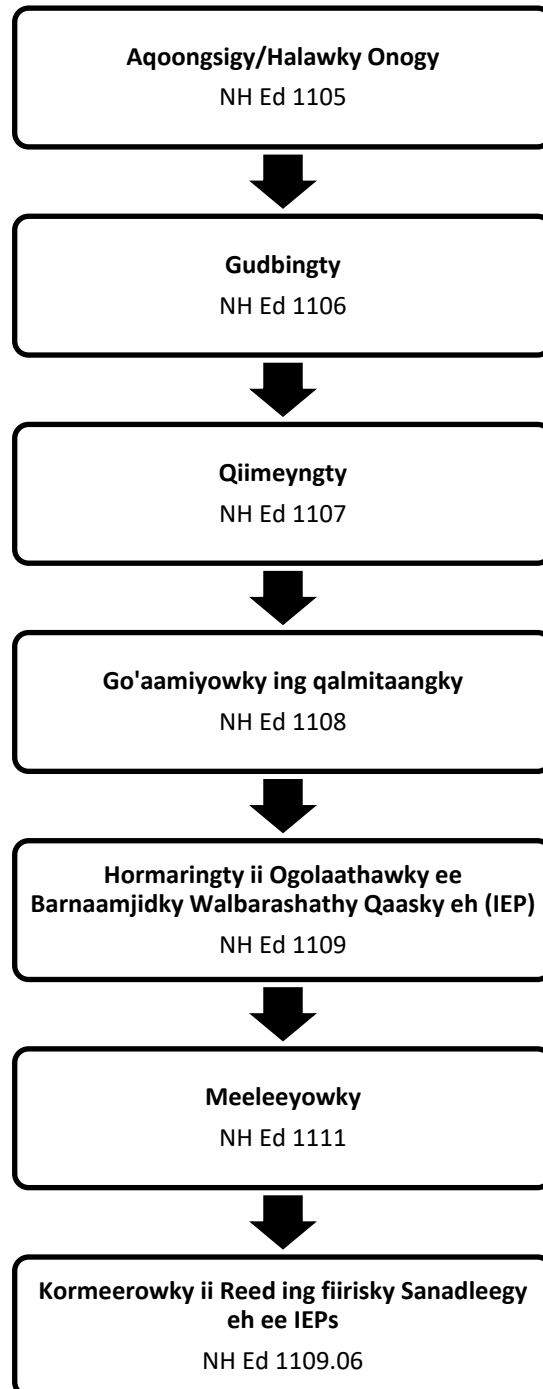 Aqoongsigy/Halawky Onogy
NH Ed 1105
Gudbingty
NH Ed 1106
Qiimeyngty
NH Ed 1107
Go'aamiyowky ing qalmitaangky
NH Ed 1108
Hormaringty ii Ogolaathawky ee
Barnaamjidky Walbarashathy Qaasky eh (IEP)
NH Ed 1109
Meeleeyowky
NH Ed 1111
Kormeerowky ii Reed ing fiirisky Sanadleegy
eh ee IEPs
NH Ed 1109.06